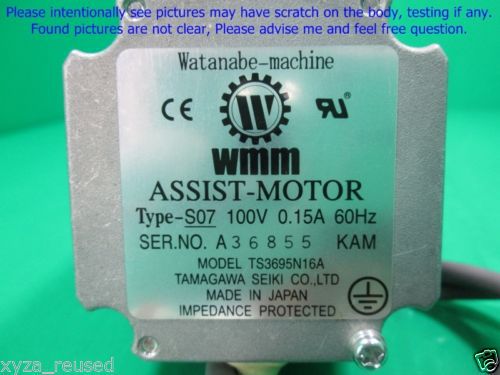 Please intentionally see pictures may have scratch on the body, testing if any.
Found pictures are not clear, Please advise me and feel free question.
Watanabe-machine
CE W RU
wmm
ASSIST-MOTOR
Type-S07 100V 0.15A 60Hz
SER.NO. A36855 KAM
MODEL TS3695N16A
TAMAGAWA SEIKI CO.,LTD
MADE IN JAPAN
IMPEDANCE PROTECTED
xyza_reused
xyza_reused